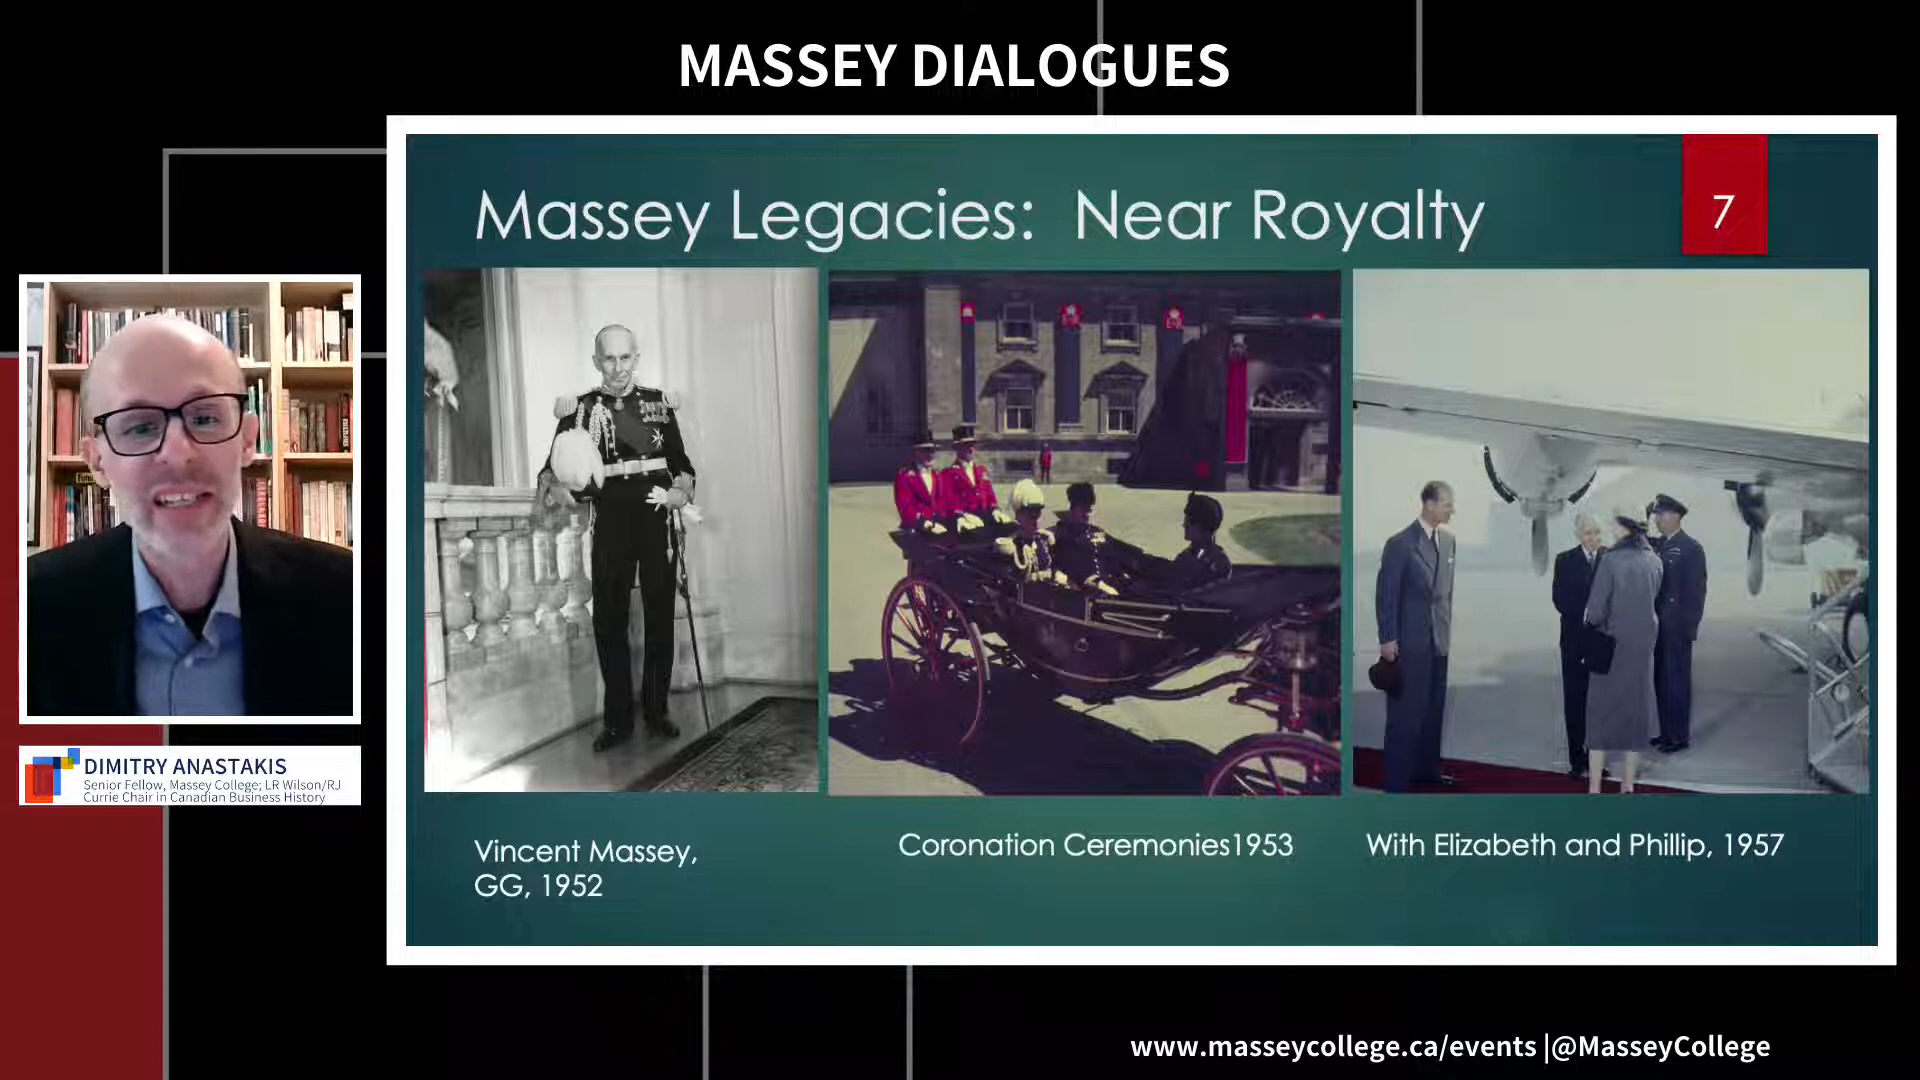 MASSEY DIALOGUES
Massey Legacies: Near Royalty
7
DIMITRY ANASTAKIS
Senior Fellow, Massey College; LR Wilson/RJ
Currie Chair in Canadian Business History
Vincent Massey,
GG, 1952
Coronation Ceremonies1953
With Elizabeth and Phillip, 1957
www.masseycollege.ca/events |@MasseyCollege